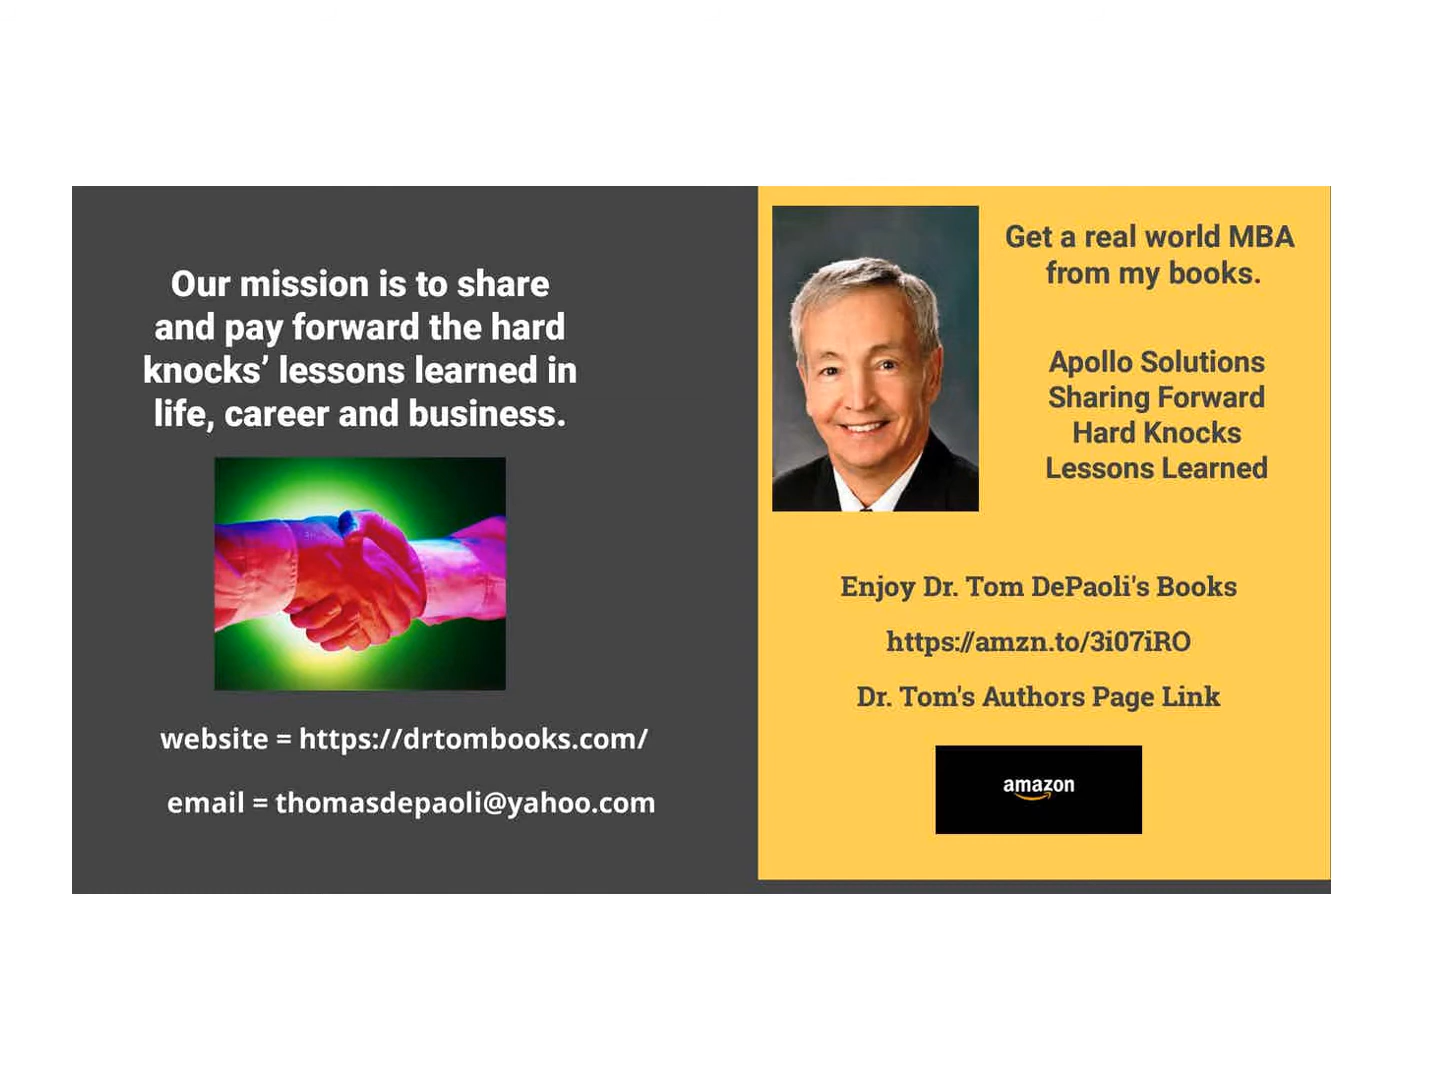 Our mission is to share
and pay forward the hard
knocks’ lessons learned in
life, career and business.
website = https://drtombooks.com/
email = thomasdepaoli@yahoo.com
Get a real world MBA
from my books.
Apollo Solutions
Sharing Forward
Hard Knocks
Lessons Learned
Enjoy Dr. Tom DePaoli's Books
https://amzn.to/3i07iRO
Dr. Tom's Authors Page Link
amazon